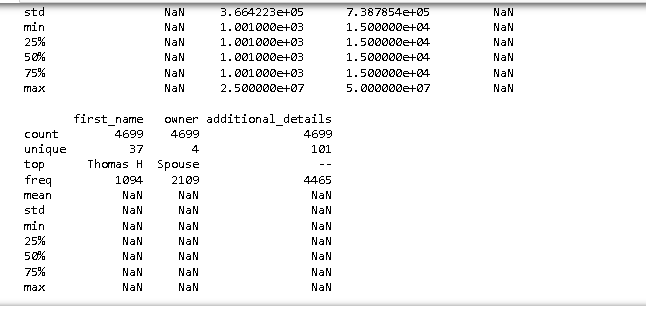 std NaN 3.664223e+05 7.387854e+05 NaN
min NaN 1.001000e+03 1.500000e+04 NaN
25% NaN 1.001000e+03 1.500000e+04 NaN
50% NaN 1.001000e+03 1.500000e+04 NaN
75% NaN 1.001000e+03 1.500000e+04 NaN
max NaN 2.500000e+07 5.000000e+07 NaN
first_name owner additional_details
count 4699 4699 4699
unique 37 4 101
top Thomas H Spouse --
freq 1094 2109 4465
mean NaN NaN NaN
std NaN NaN NaN
min NaN NaN NaN
25% NaN NaN NaN
50% NaN NaN NaN
75% NaN NaN NaN
max NaN NaN NaN